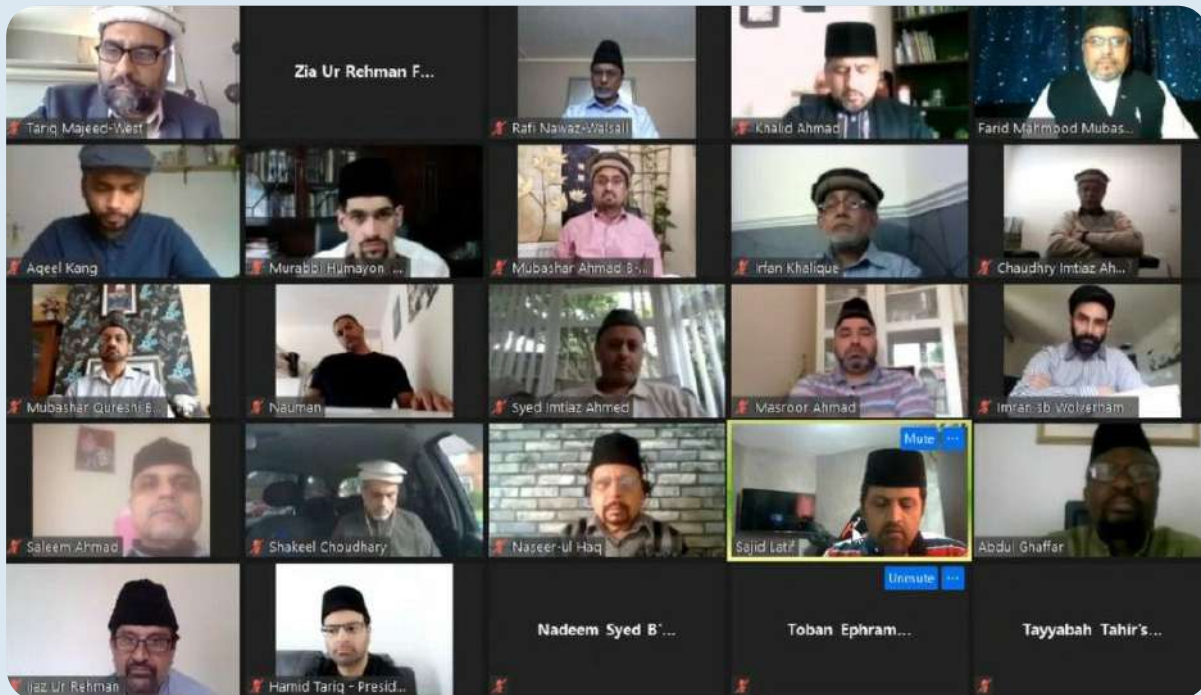 Tariq Majeed-West
Zia Ur Rehman F...
Rafi Nawaz-Walsall
Khalid Ahmad
Farid Mahmood Mubas...
Aqeel Kang
Murabbi Humayon ...
Mubashar Ahmad B-...
Irfan Khalique
Chaudhry Imtiaz Ah...
Mubashar Qureshi B...
Nauman
Syed Imtiaz Ahmed
Masroor Ahmad
Imran sb Wolverham
Mute ...
Saleem Ahmad
Shakeel Choudhary
Naseer-ul Haq
Sajid Latif
Abdul Ghaffar
Unmute ...
Ijaz Ur Rehman
Hamid Tariq - Presid...
Nadeem Syed B'...
Toban Ephram...
Tayyabah Tahir's...